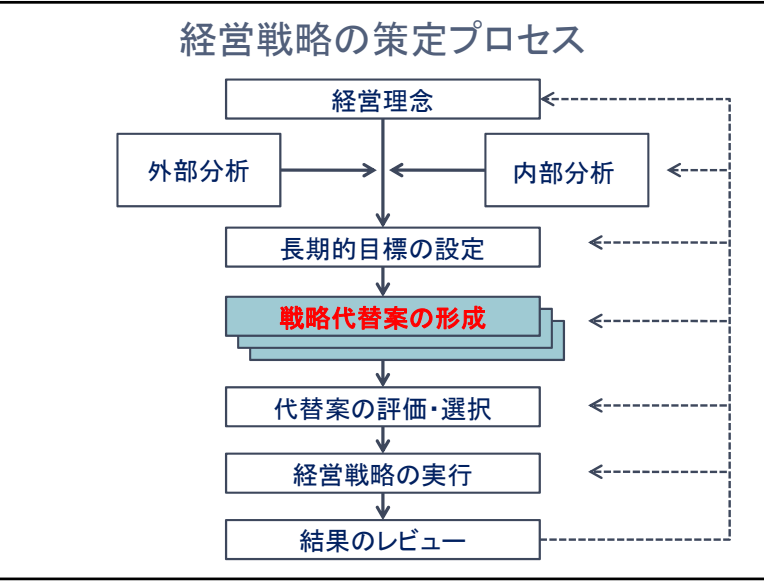 経営戦略の策定プロセス
経営理念
外部分析
内部分析
長期的目標の設定
戦略代替案の形成
代替案の評価・選択
経営戦略の実行
結果のレビュー